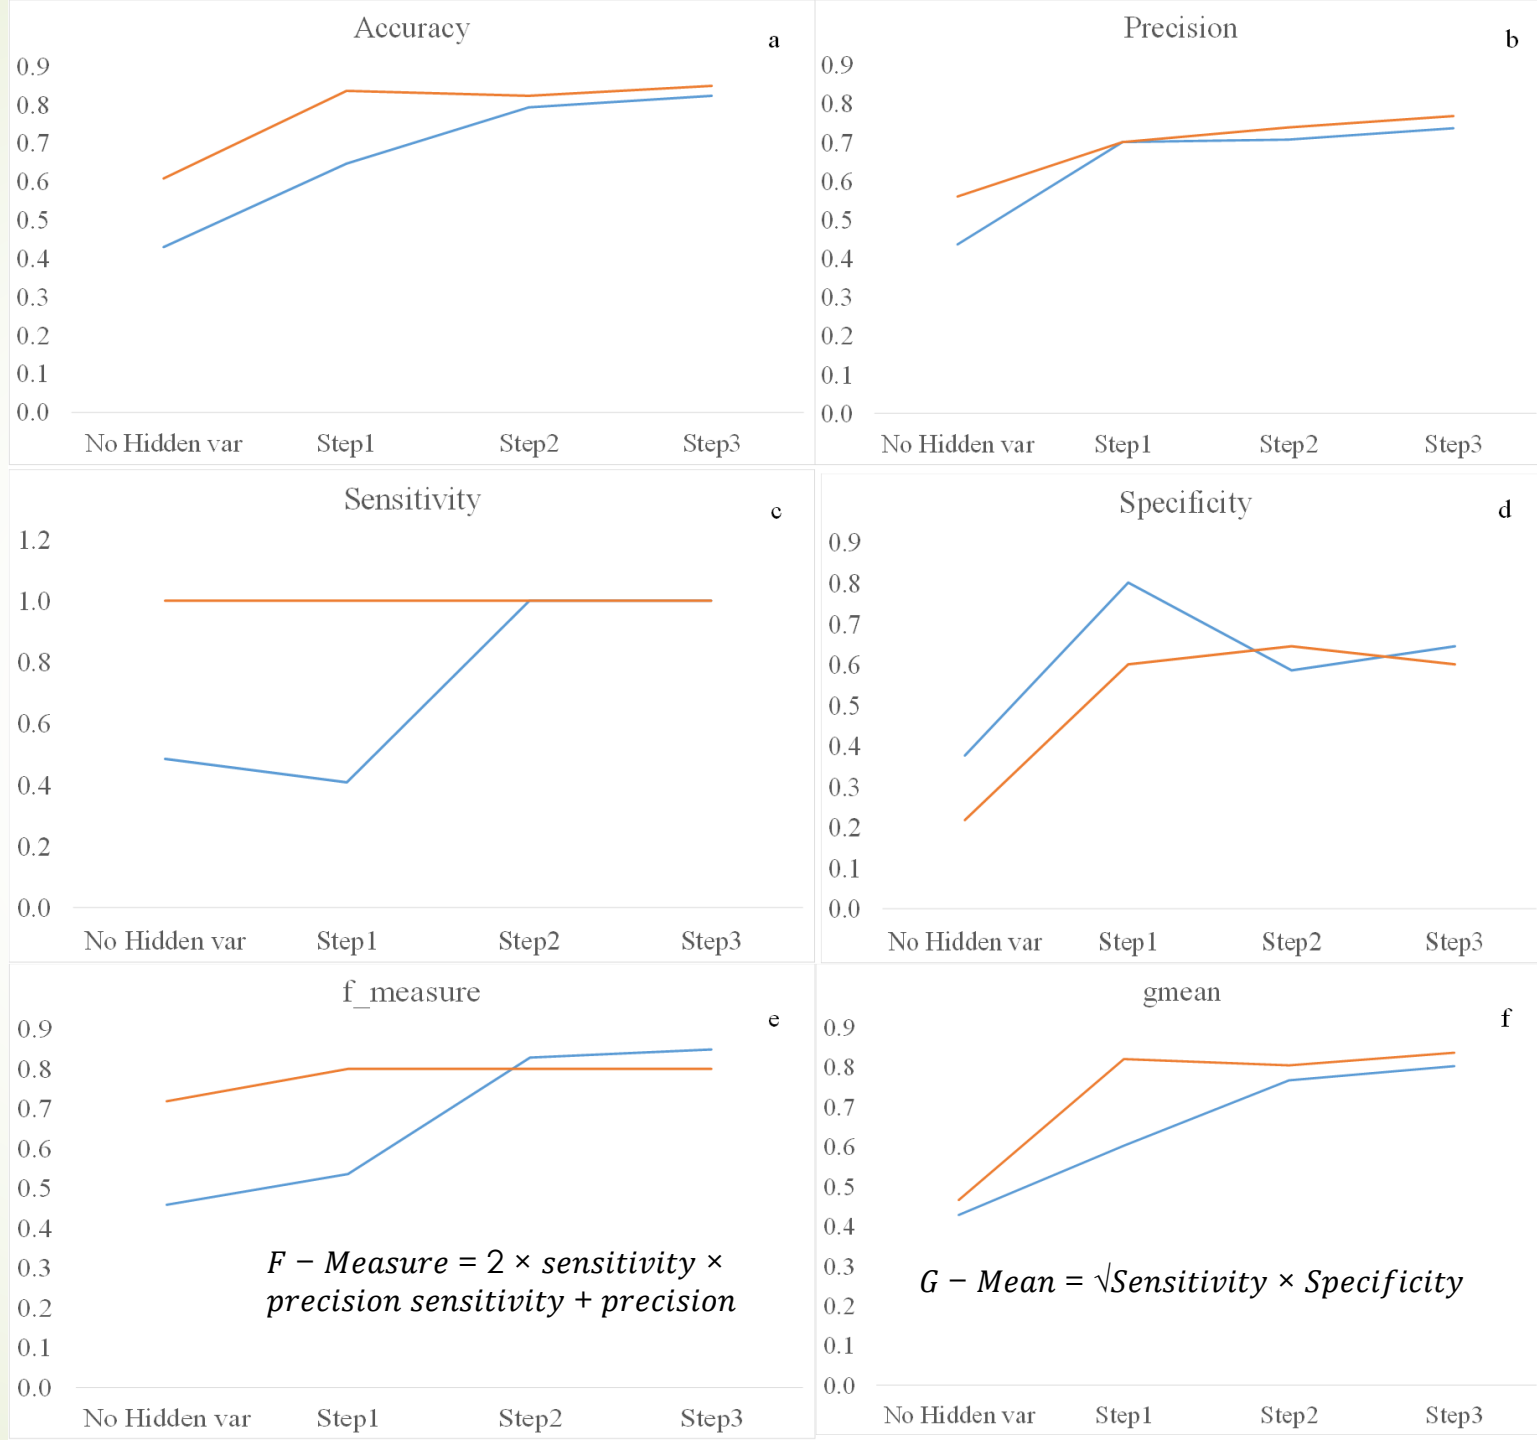 Accuracy
a
0.9
0.8
0.7
0.6
0.5
0.4
0.3
0.2
0.1
0.0
No Hidden var Step1 Step2 Step3
Precision
b
0.9
0.8
0.7
0.6
0.5
0.4
0.3
0.2
0.1
0.0
No Hidden var Step1 Step2 Step3
Sensitivity
c
1.2
1.0
0.8
0.6
0.4
0.2
0.0
No Hidden var Step1 Step2 Step3
Specificity
d
0.9
0.8
0.7
0.6
0.5
0.4
0.3
0.2
0.1
0.0
No Hidden var Step1 Step2 Step3
f_measure
e
0.9
0.8
0.7
0.6
0.5
0.4
0.3
0.2
0.1
0.0
F − Measure = 2 × sensitivity ×
precision sensitivity + precision
No Hidden var Step1 Step2 Step3
gmean
f
0.9
0.8
0.7
0.6
0.5
0.4
0.3
0.2
0.1
0.0
G − Mean = √Sensitivity × Specificity
No Hidden var Step1 Step2 Step3